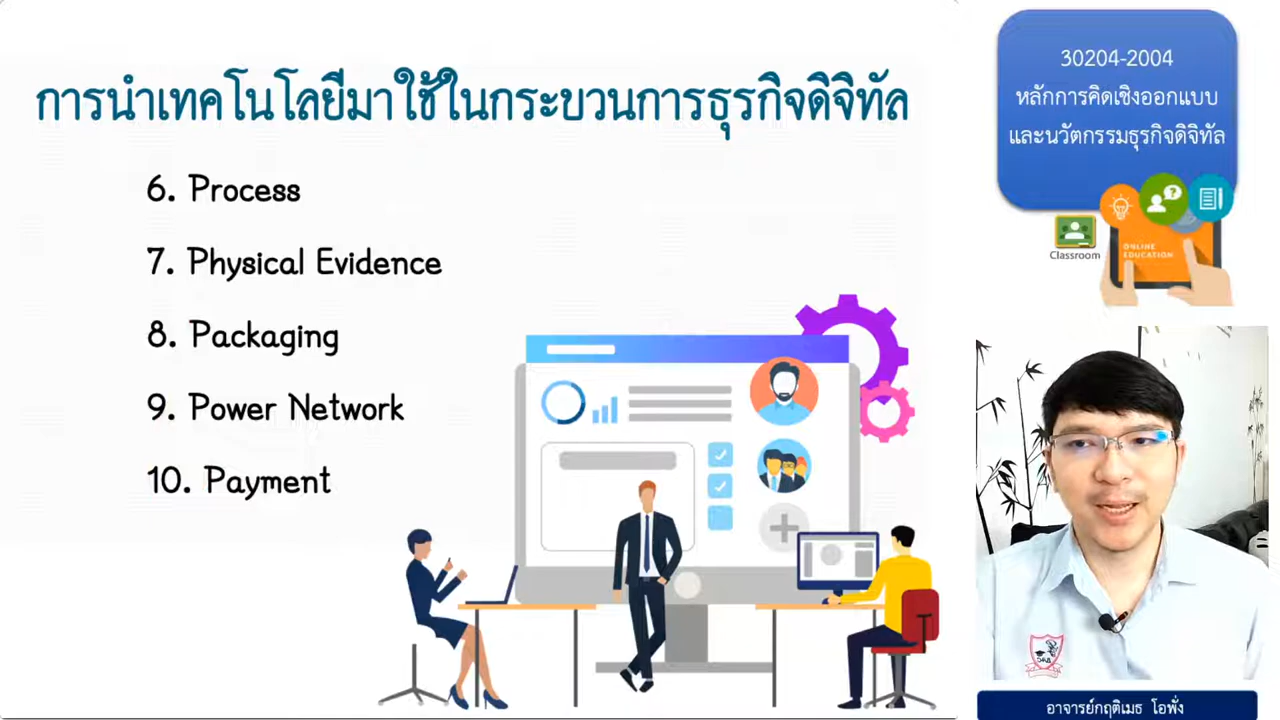 การนำเทคโนโลยีมาใช้ในกระบวนการธุรกิจดิจิทัล
6. Process
7. Physical Evidence
8. Packaging
9. Power Network
10. Payment
30204-2004
หลักการคิดเชิงออกแบบ
และนวัตกรรมธุรกิจดิจิทัล
Classroom
ONLINE
EDUCATION
อาจารย์กฤติเมธ โอพั่ง